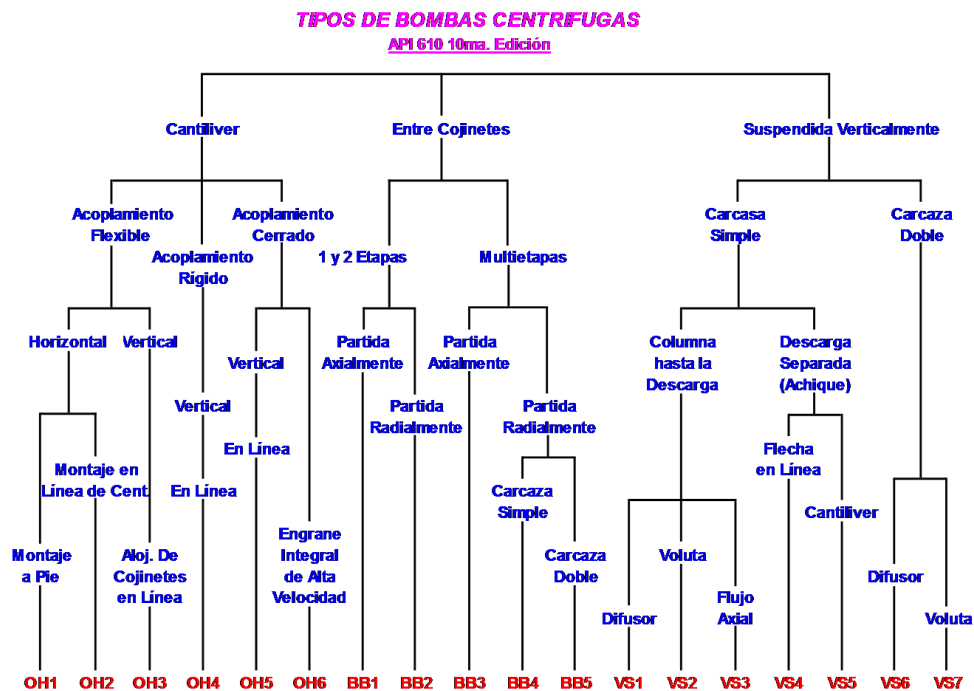 TIPOS DE BOMBAS CENTRIFUGAS
API 610 10ma. Edición
Cantiliver
Entre Cojinetes
Suspendida Verticalmente
Acoplamiento
Flexible
Acoplamiento
Cerrado
Carcasa
Simple
Carcaza
Doble
Acoplamiento
Rígido
1 y 2 Etapas
Multietapas
Horizontal
Vertical
Vertical
Partida
Axialmente
Partida
Axialmente
Columna
hasta la
Descarga
Descarga
Separada
(Achique)
Vertical
Partida
Radialmente
Partida
Radialmente
En Línea
Flecha
en Línea
Montaje en
Línea de Cent.
En Línea
Carcaza
Simple
Cantiliver
Engrane
Integral
de Alta
Velocidad
Montaje
a Pie
Aloj. De
Cojinetes
en Línea
Carcaza
Doble
Voluta
Difusor
Flujo
Axial
Difusor
Voluta
OH1 OH2 OH3 OH4 OH5 OH6 BB1 BB2 BB3 BB4 BB5 VS1 VS2 VS3 VS4 VS5 VS6 VS7